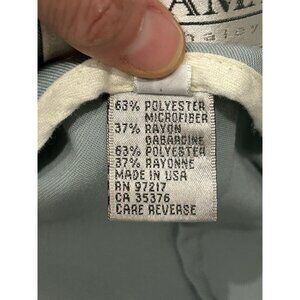 63% POLYESTER
MICROFIBER
37% RAYON
GABARDINE
63% POLYESTER
37% RAYONNE
MADE IN USA
RN 97217
CA 35376
CARE REVERSE